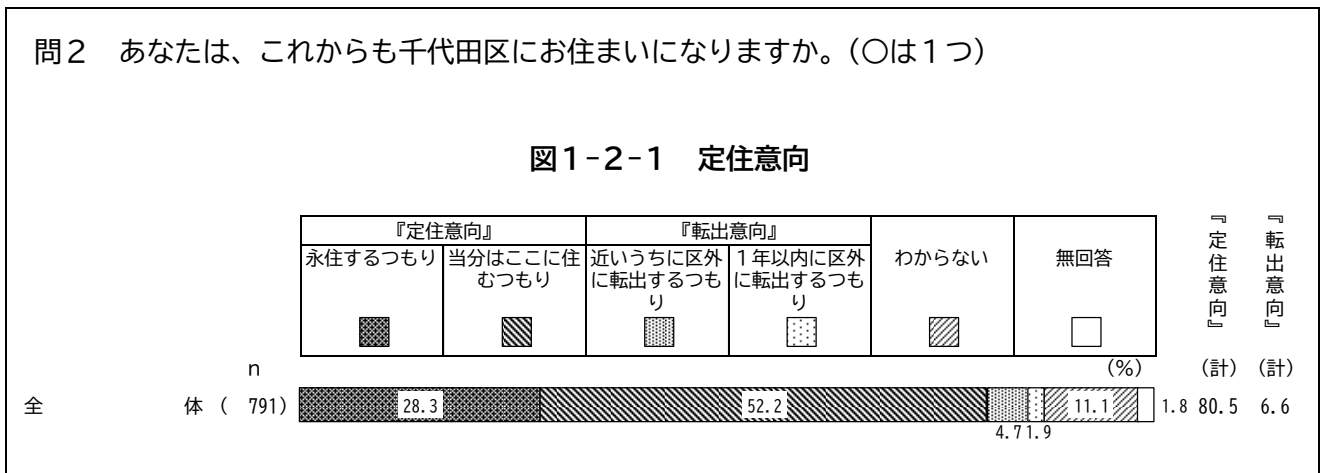 問2　あなたは、これからも千代田区にお住まいになりますか。（○は1つ）
図1-2-1　定住意向
『定住意向』
『転出意向』
永住するつもり
当分はここに住
むつもり
近いうちに区外
に転出するつも
り
1年以内に区外
に転出するつも
り
わからない
無回答
『定住意向』
（計）
『転出意向』
（計）
n
（％）
全　体（ 791）
28.3
52.2
4.7
1.9
11.1
1.8
80.5
6.6